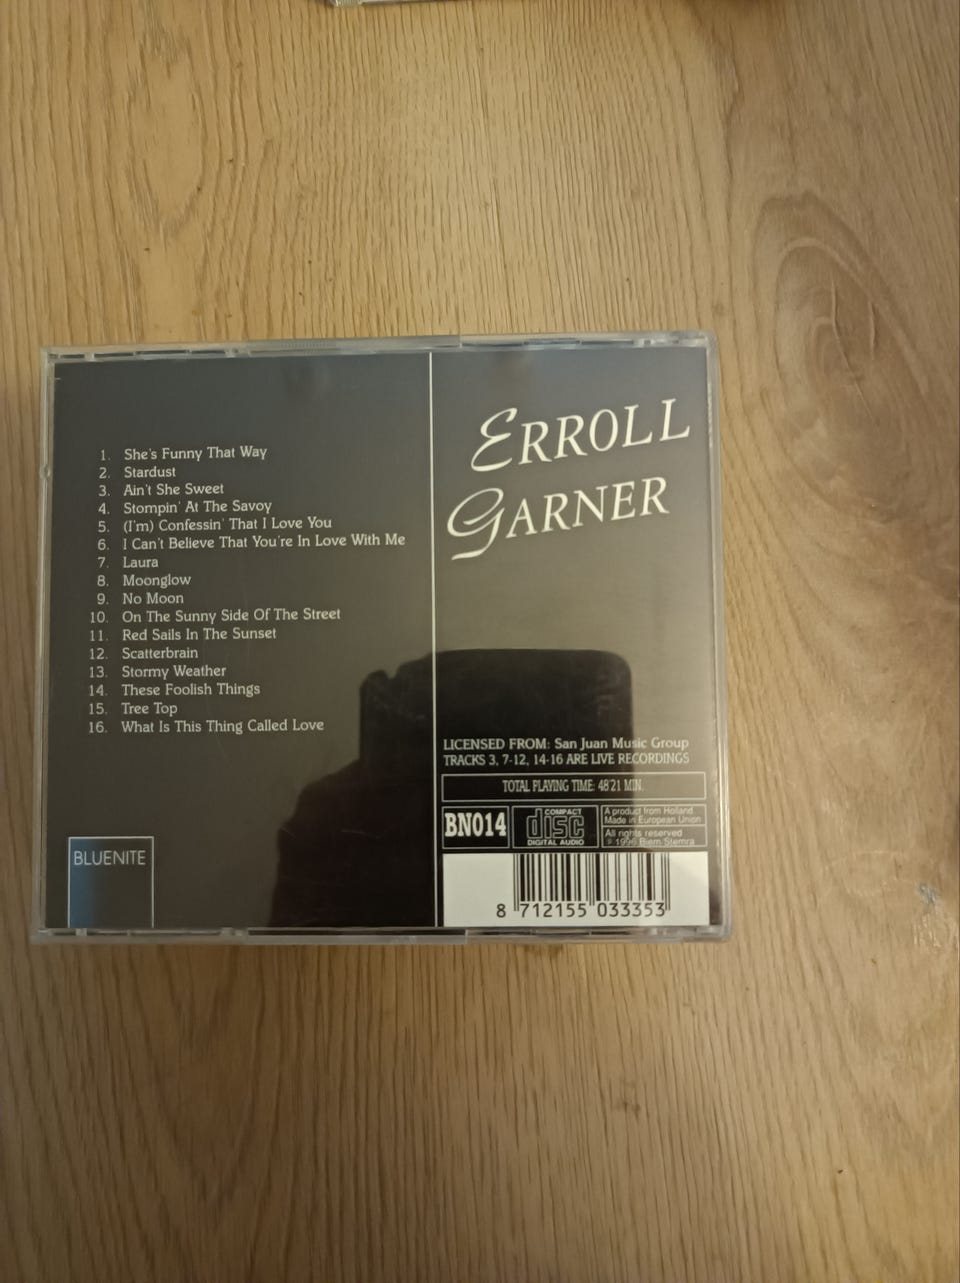 1. She's Funny That Way
2. Stardust
3. Ain't She Sweet
4. Stompin' At The Savoy
5. (I'm) Confessin' That I Love You
6. I Can't Believe That You're In Love With Me
7. Laura
8. Moonglow
9. No Moon
10. On The Sunny Side Of The Street
11. Red Sails In The Sunset
12. Scatterbrain
13. Stormy Weather
14. These Foolish Things
15. Tree Top
16. What Is This Thing Called Love
BLUENITE
ERROLL
GARNER
LICENSED FROM: San Juan Music Group
TRACKS 3, 7-12, 14-16 ARE LIVE RECORDINGS
TOTAL PLAYING TIME: 48'21 MIN.
BN014
COMPACT
disc
DIGITAL AUDIO
A product from Holland
Made in European Union
All rights reserved
℗ 1996 Biem Stemra
8 712155 033353